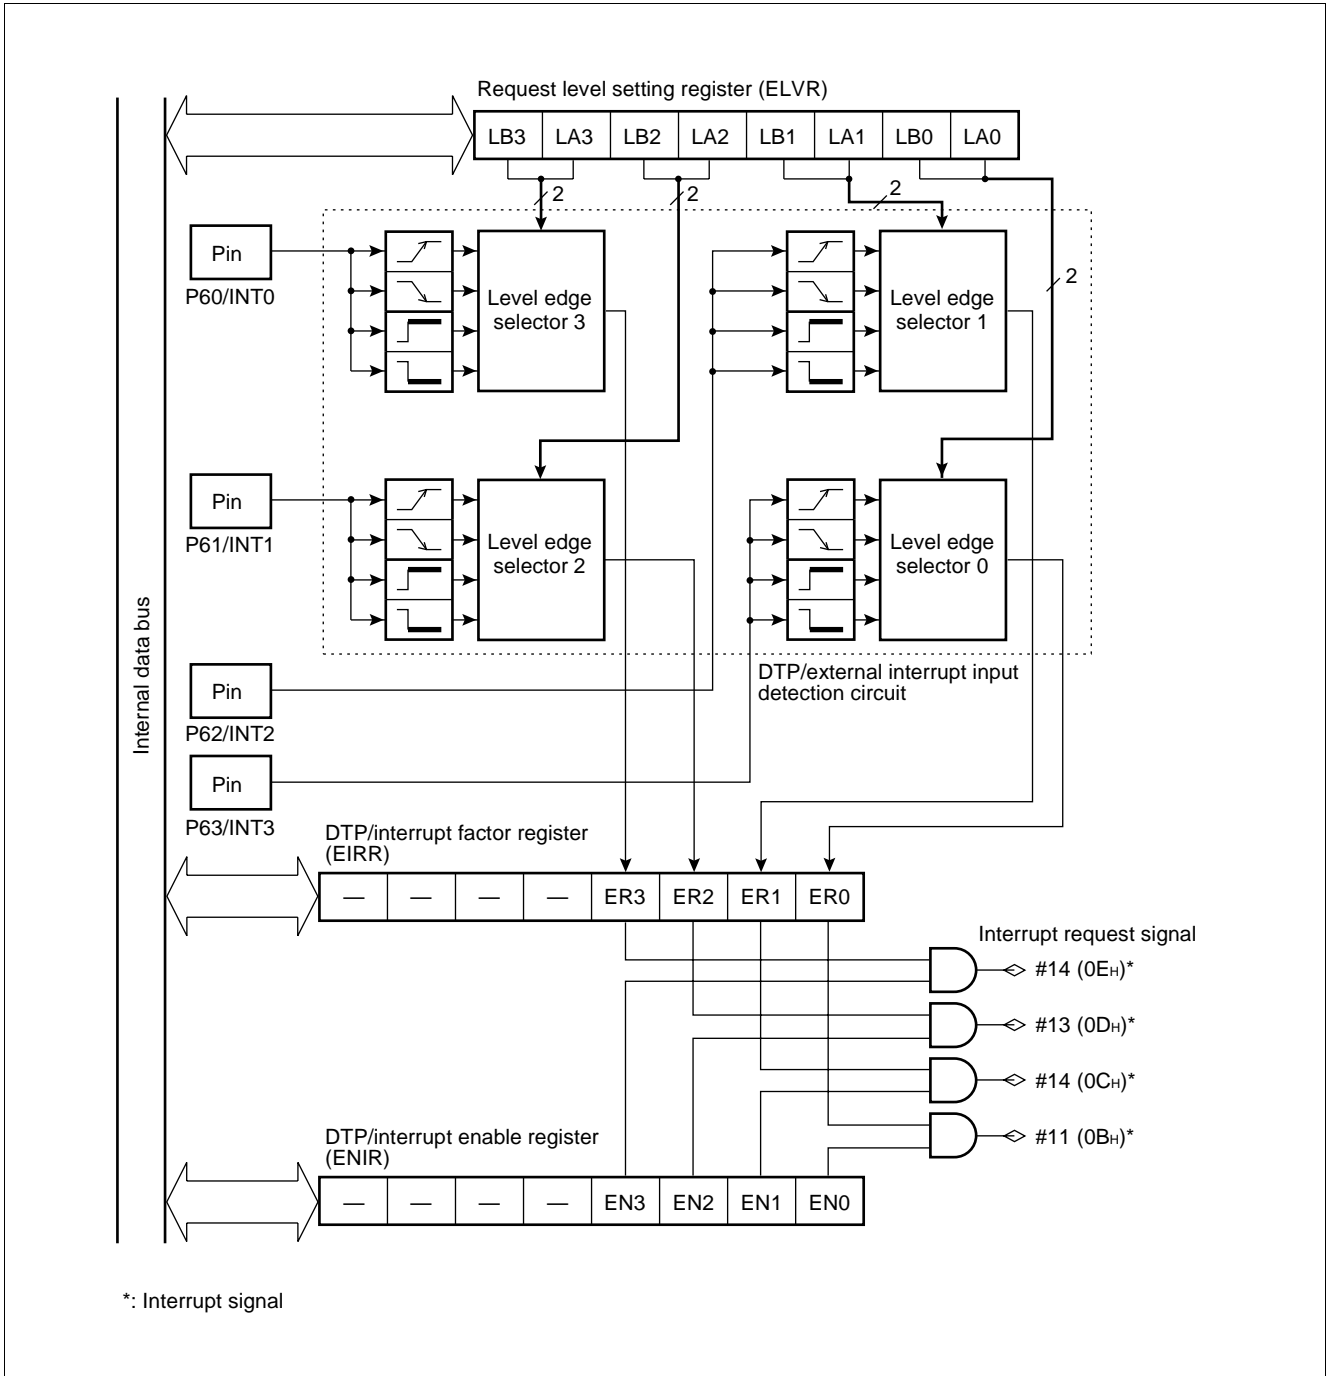 Request level setting register (ELVR)
LB3 LA3 LB2 LA2 LB1 LA1 LB0 LA0
2 2 2
Pin
P60/INT0
Level edge
selector 3
Level edge
selector 1
2
Pin
P61/INT1
Level edge
selector 2
Level edge
selector 0
Internal data bus
DTP/external interrupt input
detection circuit
Pin
P62/INT2
Pin
P63/INT3
DTP/interrupt factor register
(EIRR)
— — — — ER3 ER2 ER1 ER0
Interrupt request signal
#14 (0EH)*
#13 (0DH)*
#14 (0CH)*
#11 (0BH)*
DTP/interrupt enable register
(ENIR)
— — — — EN3 EN2 EN1 EN0
*: Interrupt signal